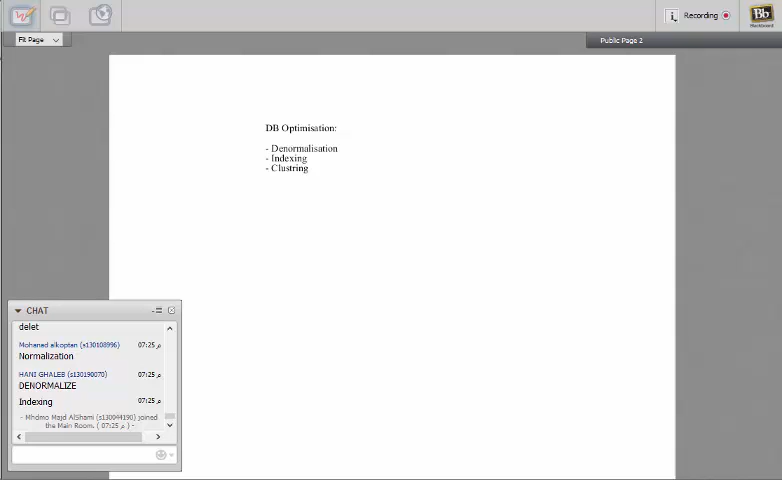 Recording
Bb
Blackboard
Fit Page
Public Page 2
DB Optimisation:
- Denormalisation
- Indexing
- Clustring
CHAT
delet
Mohanad alkoptan (s130108996) 07:25 م
Normalization
HANI GHALEB (s130190070) 07:25 م
DENORMALIZE
Indexing 07:25 م
- Mhdmo Majd AlShami (s130044190) joined
the Main Room. ( 07:25 م ) -